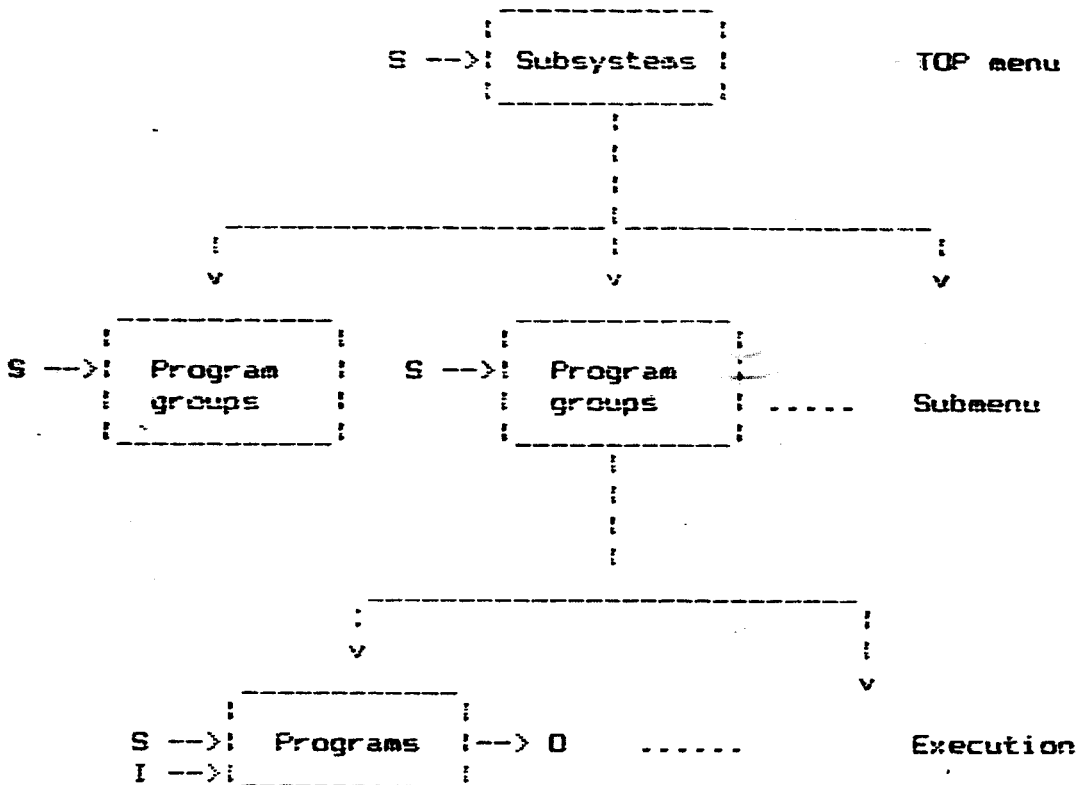 S --> Subsystems TOP menu
S --> Program S --> Program
groups groups ..... Submenu
S --> Programs --> O ...... Execution
I -->